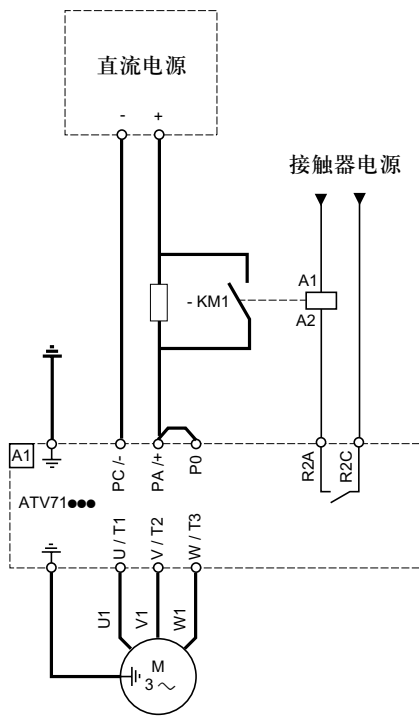 直流电源
- +
接触器电源
A1
- KM1
A2
A1
PC /-
PA /+
P0
R2A
R2C
ATV71●●●
U / T1
V / T2
W / T3
U1
V1
W1
M
3 ~